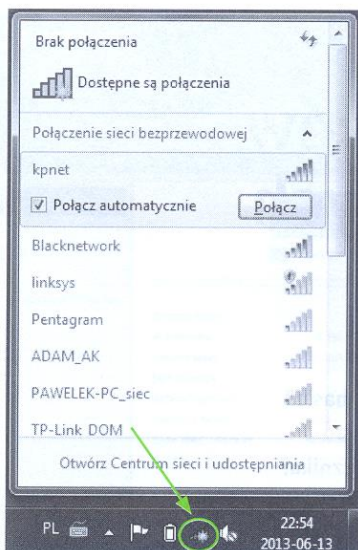 Brak połączenia
Dostępne są połączenia
Połączenie sieci bezprzewodowej
kpnet
Połącz automatycznie Połącz
Blacknetwork
linksys
Pentagram
ADAM_AK
PAWELEK-PC_siec
TP-Link DOM
Otwórz Centrum sieci i udostępniania
PL 22:54
2013-06-13